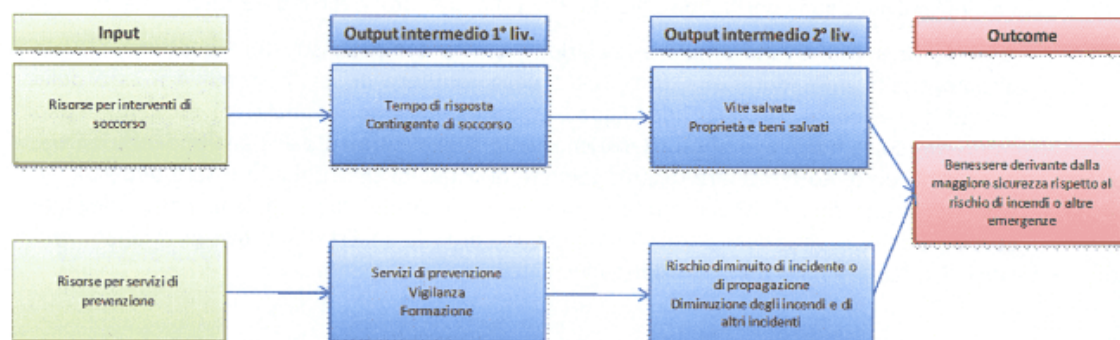 Input
Output intermedio 1° liv.
Output intermedio 2° liv.
Outcome
Risorse per interventi di
soccorso
Tempo di risposta
Contingente di soccorso
Vite salvate
Proprietà e beni salvati
Benessere derivante dalla
maggiore sicurezza rispetto al
rischio di incendi o altre
emergenze
Risorse per servizi di
prevenzione
Servizi di prevenzione
Vigilanza
Formazione
Rischio diminuito di incidente o
di propagazione
Diminuzione degli incendi e di
altri incidenti